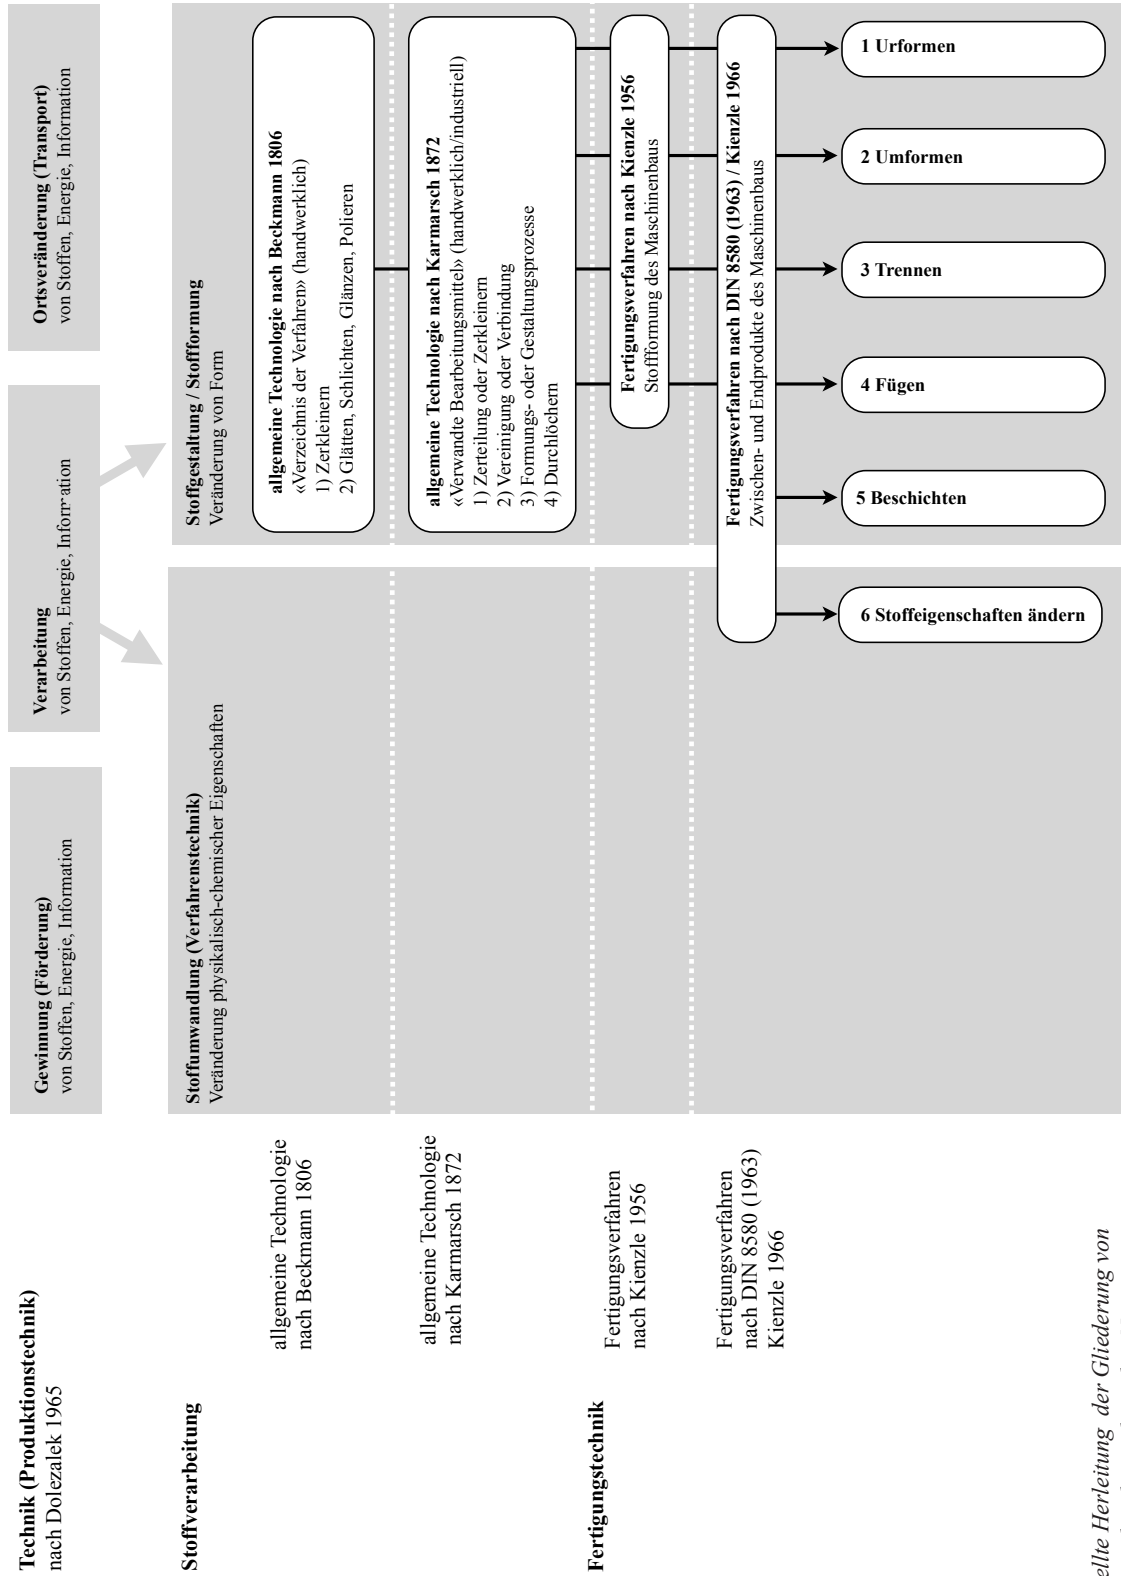 Technik (Produktionstechnik)
nach Dolezalek 1965
Gewinnung (Förderung)
von Stoffen, Energie, Information
Verarbeitung
von Stoffen, Energie, Information
Ortsveränderung (Transport)
von Stoffen, Energie, Information
Stoffverarbeitung
Stoffumwandlung (Verfahrenstechnik)
Veränderung physikalisch-chemischer Eigenschaften
Stoffgestaltung / Stoffformung
Veränderung von Form
allgemeine Technologie
nach Beckmann 1806
allgemeine Technologie nach Beckmann 1806
«Verzeichnis der Verfahren» (handwerklich)
1) Zerkleinern
2) Glätten, Schlichten, Glänzen, Polieren
allgemeine Technologie
nach Karmarsch 1872
allgemeine Technologie nach Karmarsch 1872
«Verwandte Bearbeitungsmittel» (handwerklich/industriell)
1) Zerteilung oder Zerkleinern
2) Vereinigung oder Verbindung
3) Formungs- oder Gestaltungsprozesse
4) Durchlöchern
Fertigungstechnik
Fertigungsverfahren
nach Kienzle 1956
Fertigungsverfahren nach Kienzle 1956
Stoffformung des Maschinenbaus
Fertigungsverfahren
nach DIN 8580 (1963)
Kienzle 1966
Fertigungsverfahren nach DIN 8580 (1963) / Kienzle 1966
Zwischen- und Endprodukte des Maschinenbaus
6 Stoffeigenschaften ändern
5 Beschichten
4 Fügen
3 Trennen
2 Umformen
1 Urformen
Herleitung der Gliederung von